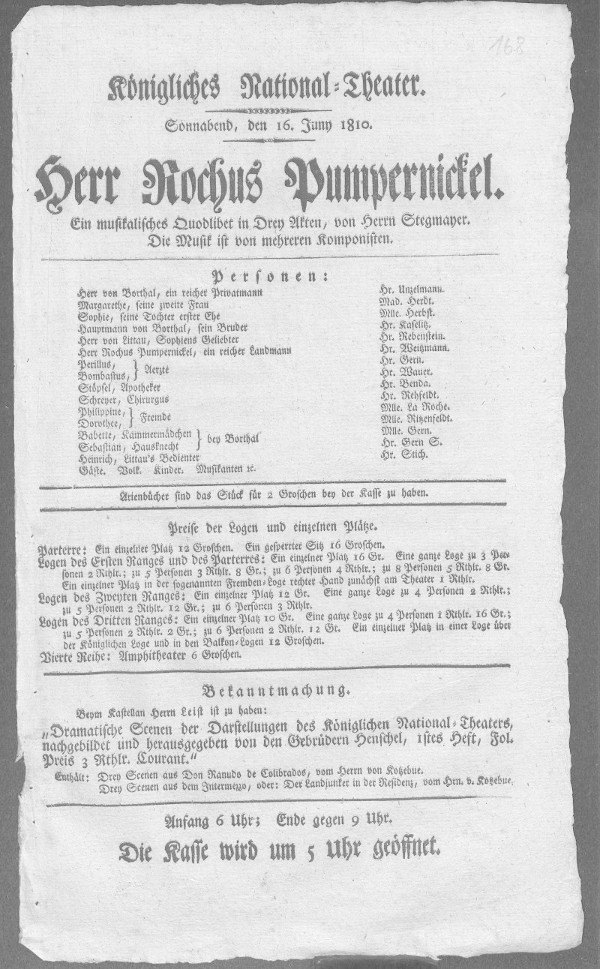 168
Königliches National-Theater.
Sonnabend, den 16. Juny 1810.
Herr Rochus Pumpernickel.
Ein musikalisches Quodlibet in Drey Akten, von Herrn Stegmayer.
Die Musik ist von mehreren Komponisten.
Personen:
Herr von Borthal, ein reicher Privatmann Hr. Unzelmann.
Margarethe, seine zweite Frau Mad. Herdt.
Sophie, seine Tochter erster Ehe Mlle. Herbst.
Hauptmann von Borthal, sein Bruder Hr. Kaselitz.
Herr von Littau, Sophiens Geliebter Hr. Rebenstein.
Herr Rochus Pumpernickel, ein reicher Landmann Hr. Weitzmann.
Perillus, } Aerzte Hr. Gern.
Bombastus, Hr. Wauer.
Stöpsel, Apotheker Hr. Benda.
Schreyer, Chirurgus Hr. Rehfeldt.
Philippine, } Fremde Mlle. La Roche.
Dorothee, Mlle. Ritzenfeldt.
Babette, Kammermädchen } bey Borthal Mlle. Gern.
Sebastian, Hausknecht Hr. Gern S.
Heinrich, Littau's Bedienter Hr. Stich.
Gäste. Volk. Kinder. Musikanten ꝛc.
Arienbücher sind das Stück für 2 Groschen bey der Kasse zu haben.
Preise der Logen und einzelnen Plätze.
Parterre: Ein einzelner Platz 12 Groschen. Ein gesperrter Sitz 16 Groschen.
Logen des Ersten Ranges und des Parterres: Ein einzelner Platz 16 Gr. Eine ganze Loge zu 3 Per-
sonen 2 Rthlr.; zu 5 Personen 3 Rthlr. 8 Gr.; zu 6 Personen 4 Rthlr.; zu 8 Personen 5 Rthlr. 8 Gr.
Ein einzelner Platz in der sogenannten Fremden-Loge rechter Hand zunächst am Theater 1 Rthlr.
Logen des Zweyten Ranges: Ein einzelner Platz 12 Gr. Eine ganze Loge zu 4 Personen 2 Rthlr.;
zu 5 Personen 2 Rthlr. 12 Gr.; zu 6 Personen 3 Rthlr.
Logen des Dritten Ranges: Ein einzelner Platz 10 Gr. Eine ganze Loge zu 4 Personen 1 Rthlr. 16 Gr.;
zu 5 Personen 2 Rthlr. 2 Gr.; zu 6 Personen 2 Rthlr. 12 Gr. Ein einzelner Platz in einer Loge über
der Königlichen Loge und in den Balkon-Logen 12 Groschen.
Vierte Reihe: Amphitheater 6 Groschen.
Bekanntmachung.
Beym Kastellan Herrn Leist ist zu haben:
„Dramatische Scenen der Darstellungen des Königlichen National-Theaters,
nachgebildet und herausgegeben von den Gebrüdern Henschel, 1stes Heft, Fol.
Preis 3 Rthlr. Courant.“
Enthält: Drey Scenen aus Don Ranudo de Colibrados, vom Herrn von Kotzebue.
Drey Scenen aus dem Intermezzo, oder: Der Landjunker in der Residenz, vom Hrn. v. Kotzebue.
Anfang 6 Uhr; Ende gegen 9 Uhr.
Die Kasse wird um 5 Uhr geöffnet.